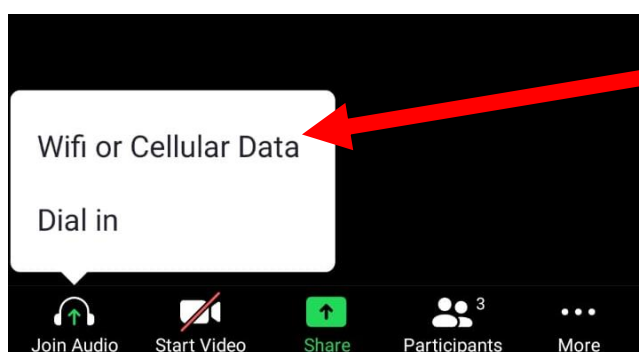 Wifi or Cellular Data
Dial in
3
Join Audio Start Video Share Participants More